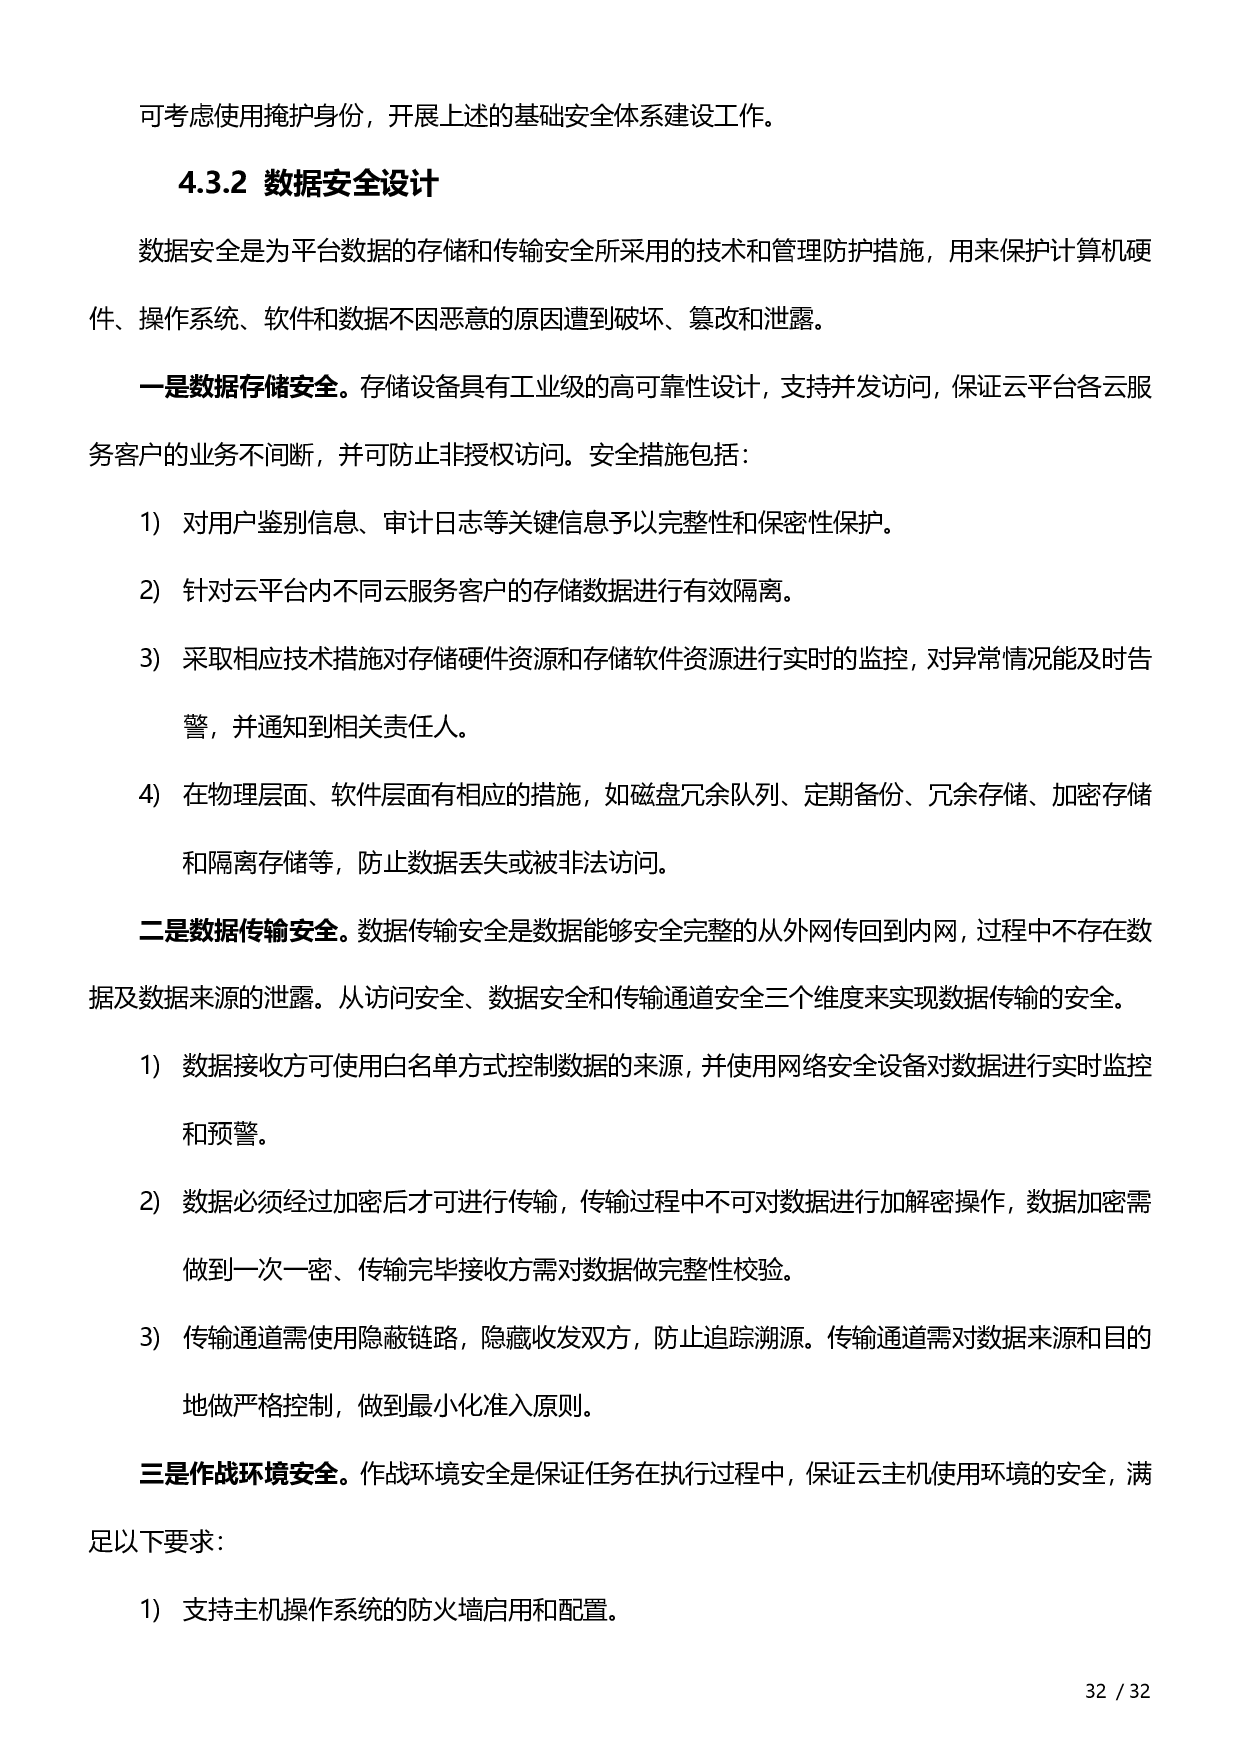 可考虑使用掩护身份，开展上述的基础安全体系建设工作。
4.3.2 数据安全设计
数据安全是为平台数据的存储和传输安全所采用的技术和管理防护措施，用来保护计算机硬
件、操作系统、软件和数据不因恶意的原因遭到破坏、篡改和泄露。
一是数据存储安全。存储设备具有工业级的高可靠性设计，支持并发访问，保证云平台各云服
务客户的业务不间断，并可防止非授权访问。安全措施包括：
1) 对用户鉴别信息、审计日志等关键信息予以完整性和保密性保护。
2) 针对云平台内不同云服务客户的存储数据进行有效隔离。
3) 采取相应技术措施对存储硬件资源和存储软件资源进行实时的监控，对异常情况能及时告
警，并通知到相关责任人。
4) 在物理层面、软件层面有相应的措施，如磁盘冗余队列、定期备份、冗余存储、加密存储
和隔离存储等，防止数据丢失或被非法访问。
二是数据传输安全。数据传输安全是数据能够安全完整的从外网传回到内网，过程中不存在数
据及数据来源的泄露。从访问安全、数据安全和传输通道安全三个维度来实现数据传输的安全。
1) 数据接收方可使用白名单方式控制数据的来源，并使用网络安全设备对数据进行实时监控
和预警。
2) 数据必须经过加密后才可进行传输，传输过程中不可对数据进行加解密操作，数据加密需
做到一次一密、传输完毕接收方需对数据做完整性校验。
3) 传输通道需使用隐蔽链路，隐藏收发双方，防止追踪溯源。传输通道需对数据来源和目的
地做严格控制，做到最小化准入原则。
三是作战环境安全。作战环境安全是保证任务在执行过程中，保证云主机使用环境的安全，满
足以下要求：
1) 支持主机操作系统的防火墙启用和配置。
32 / 32